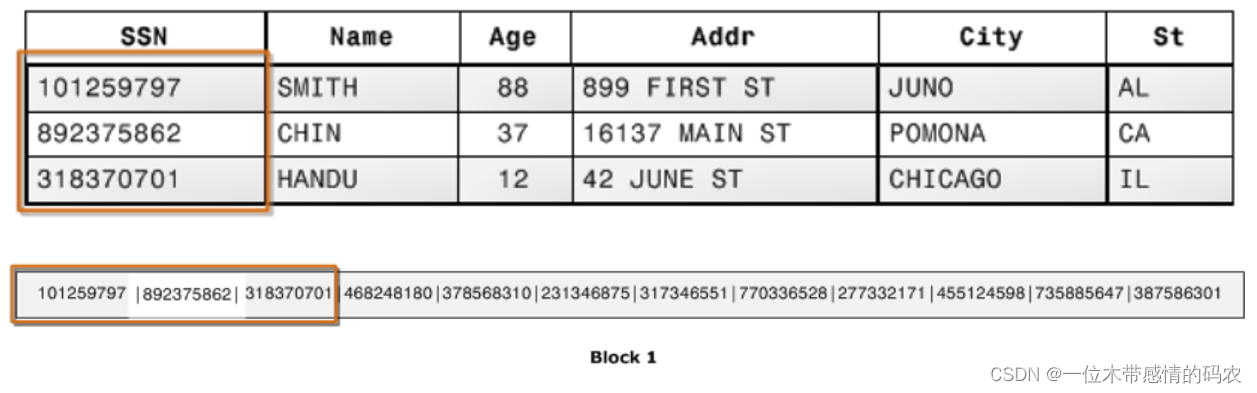 SSN Name Age Addr City St
101259797 SMITH 88 899 FIRST ST JUNO AL
892375862 CHIN 37 16137 MAIN ST POMONA CA
318370701 HANDU 12 42 JUNE ST CHICAGO IL
101259797 |892375862| 318370701|468248180|378568310|231346875|317346551|770336528|277332171|455124598|735885647|387586301
Block 1
CSDN @一位木带感情的码农